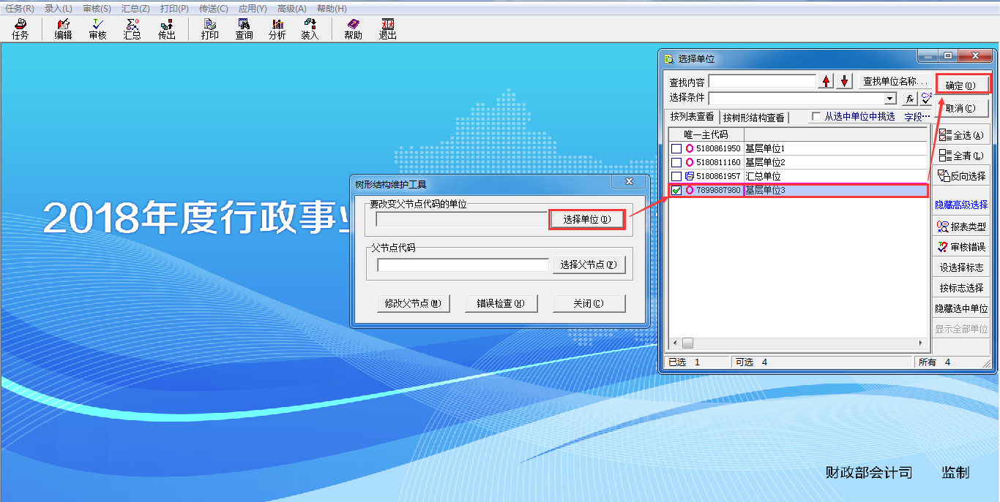 任务(R) 录入(L) 审核(S) 汇总(Z) 打印(P) 传送(C) 应用(Y) 高级(A) 帮助(H)
任务 编辑 审核 汇总 传出 打印 查询 分析 装入 帮助 退出
2018年度行政事业
树形结构维护工具
要改变父节点代码的单位
选择单位(D)
父节点代码
选择父节点(F)
修改父节点(M) 错误检查(H) 关闭(C)
选择单位
查找内容 查找单位名称...
确定(O)
选择条件 fx
取消(C)
按列表查看 按树形结构查看 从选中单位中挑选 字段…
唯一主代码
5180861950 基层单位1
5180811160 基层单位2
5180861957 汇总单位
7899887980 基层单位3
全选(A)
全清(L)
反向选择
隐藏高级选择
报表类型
审核错误
设选择标志
按标志选择
隐藏选中单位
显示全部单位
已选 1 可选 4 所有 4
财政部会计司 监制